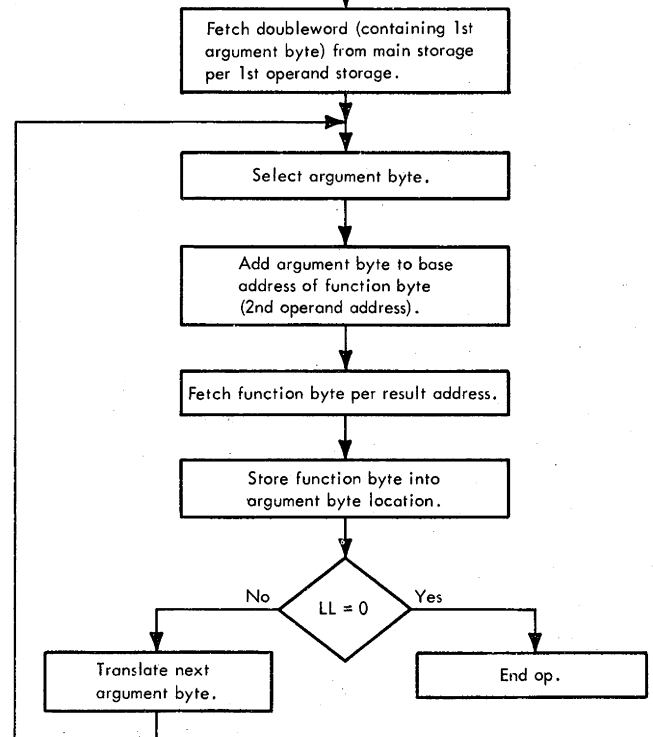 Fetch doubleword (containing 1st
argument byte) from main storage
per 1st operand storage.
Select argument byte.
Add argument byte to base
address of function byte
(2nd operand address).
Fetch function byte per result address.
Store function byte into
argument byte location.
LL = 0
No
Yes
Translate next
argument byte.
End op.